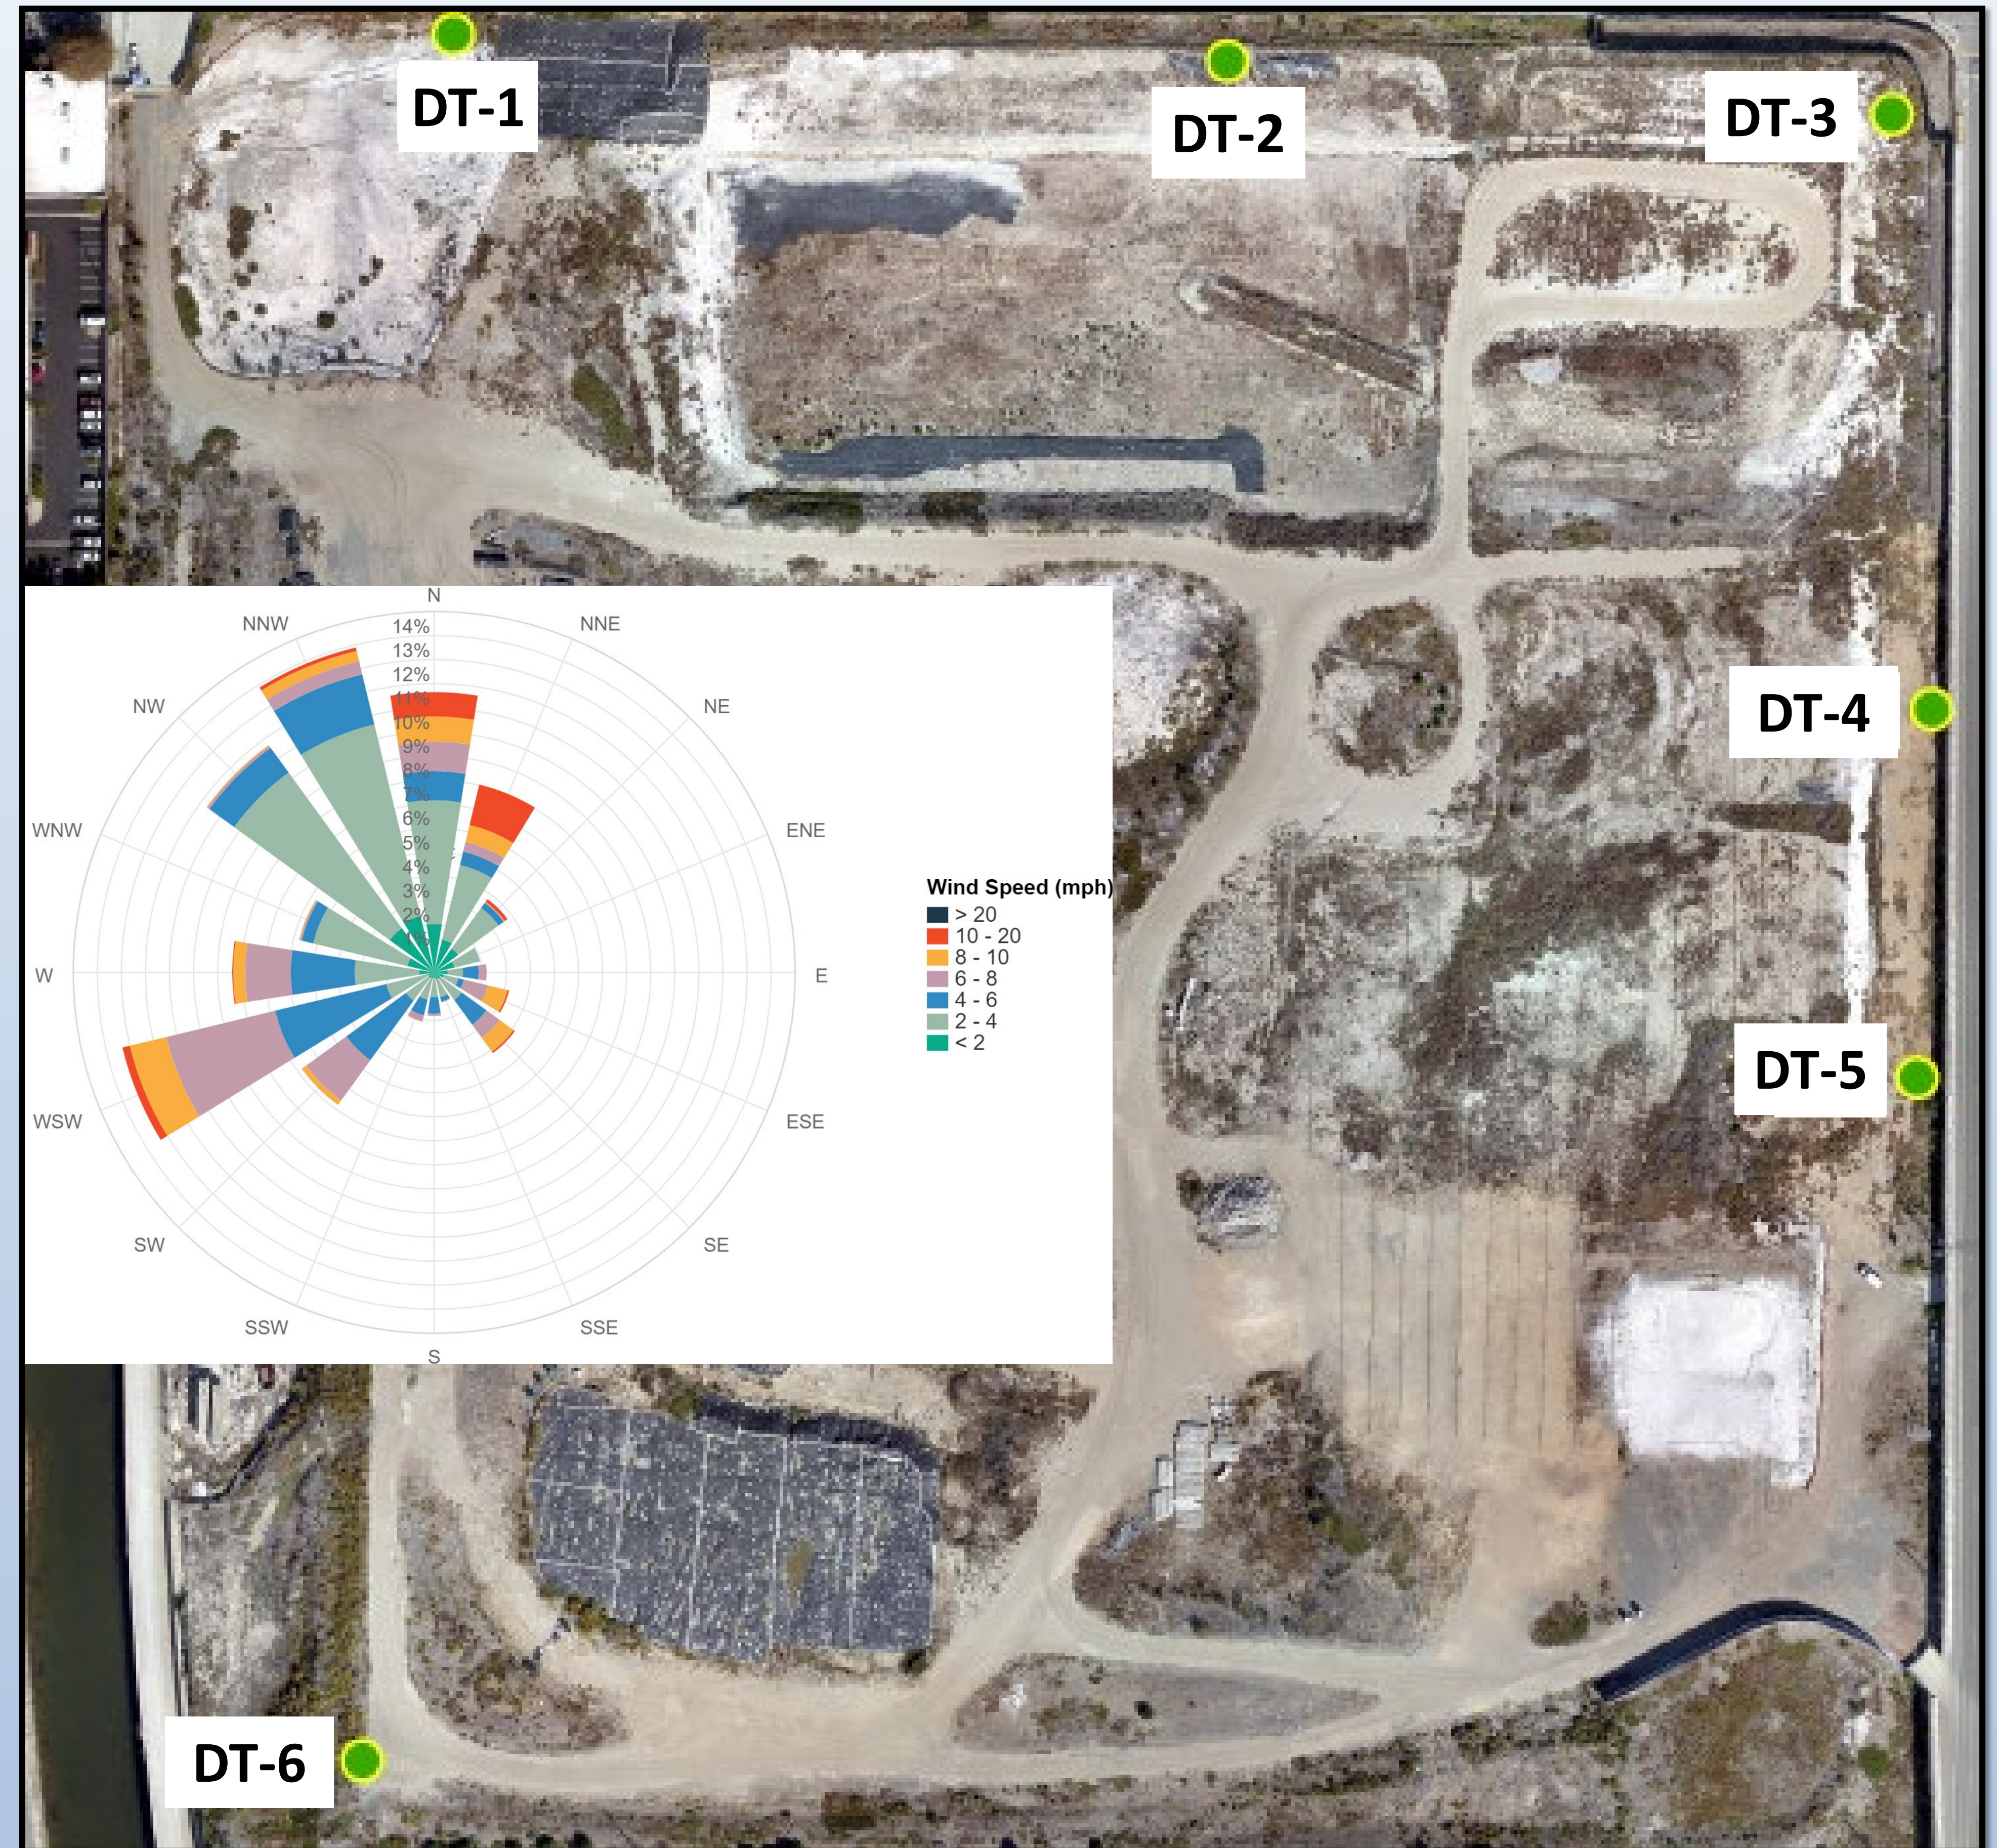 DT-1
DT-2
DT-3
N
NNW
NNE
14%
13%
12%
11%
10%
9%
8%
7%
6%
5%
4%
3%
2%
1%
NW
NE
WNW
ENE
W
E
WSW
ESE
SW
SE
SSW
SSE
S
Wind Speed (mph)
> 20
10 - 20
8 - 10
6 - 8
4 - 6
2 - 4
< 2
DT-4
DT-5
DT-6